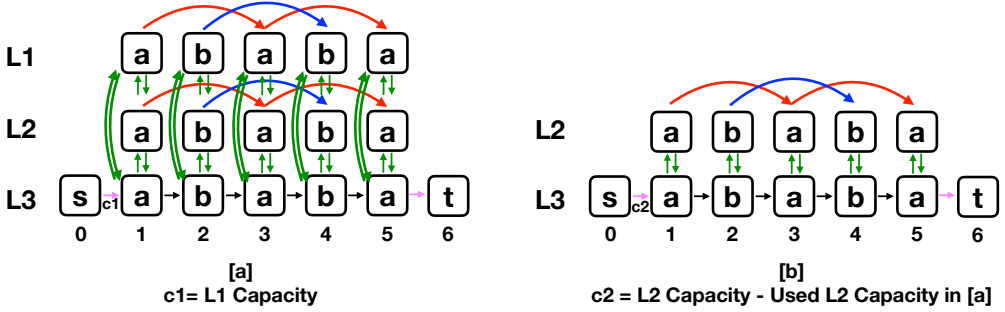 L1 a b a b a
L2 a b a b a L2 a b a b a
L3 s c1 a b a b a t L3 s c2 a b a b a t
0 1 2 3 4 5 6 0 1 2 3 4 5 6
[a] [b]
c1= L1 Capacity c2 = L2 Capacity - Used L2 Capacity in [a]